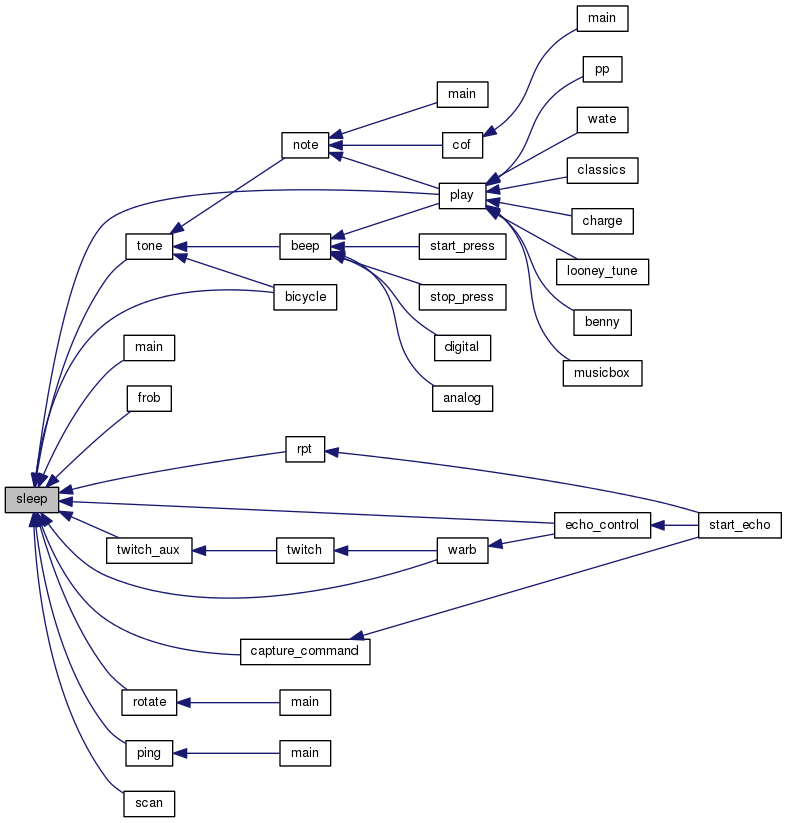 main
pp
main
wate
note
cof
classics
play
charge
tone
beep
start_press
looney_tune
bicycle
stop_press
benny
main
digital
musicbox
frob
analog
rpt
sleep
echo_control
start_echo
twitch_aux
twitch
warb
capture_command
rotate
main
ping
main
scan